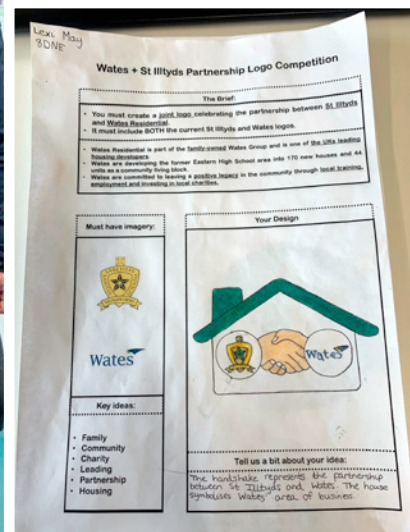 Lexi May
8DNE
Wates + St Illtyds Partnership Logo Competition
The Brief:
• You must create a joint logo celebrating the partnership between St Illtyds
and Wates Residential.
• It must include BOTH the current St Illtyds and Wates logos.
• Wates Residential is part of the family-owned Wates Group and is one of the UKs leading
housing developers.
• Wates are developing the former Eastern High School area into 170 new houses and 44
units as a community living block.
• Wates are committed to leaving a positive legacy in the community through local training,
employment and investing in local charities.
Must have imagery:
Wates
Key ideas:
• Family
• Community
• Charity
• Leading
• Partnership
• Housing
Your Design
Wates
Tell us a bit about your idea:
The handshake represents the partnership
between St Illtyds and Wates. The house
symbolises Wates' area of business.